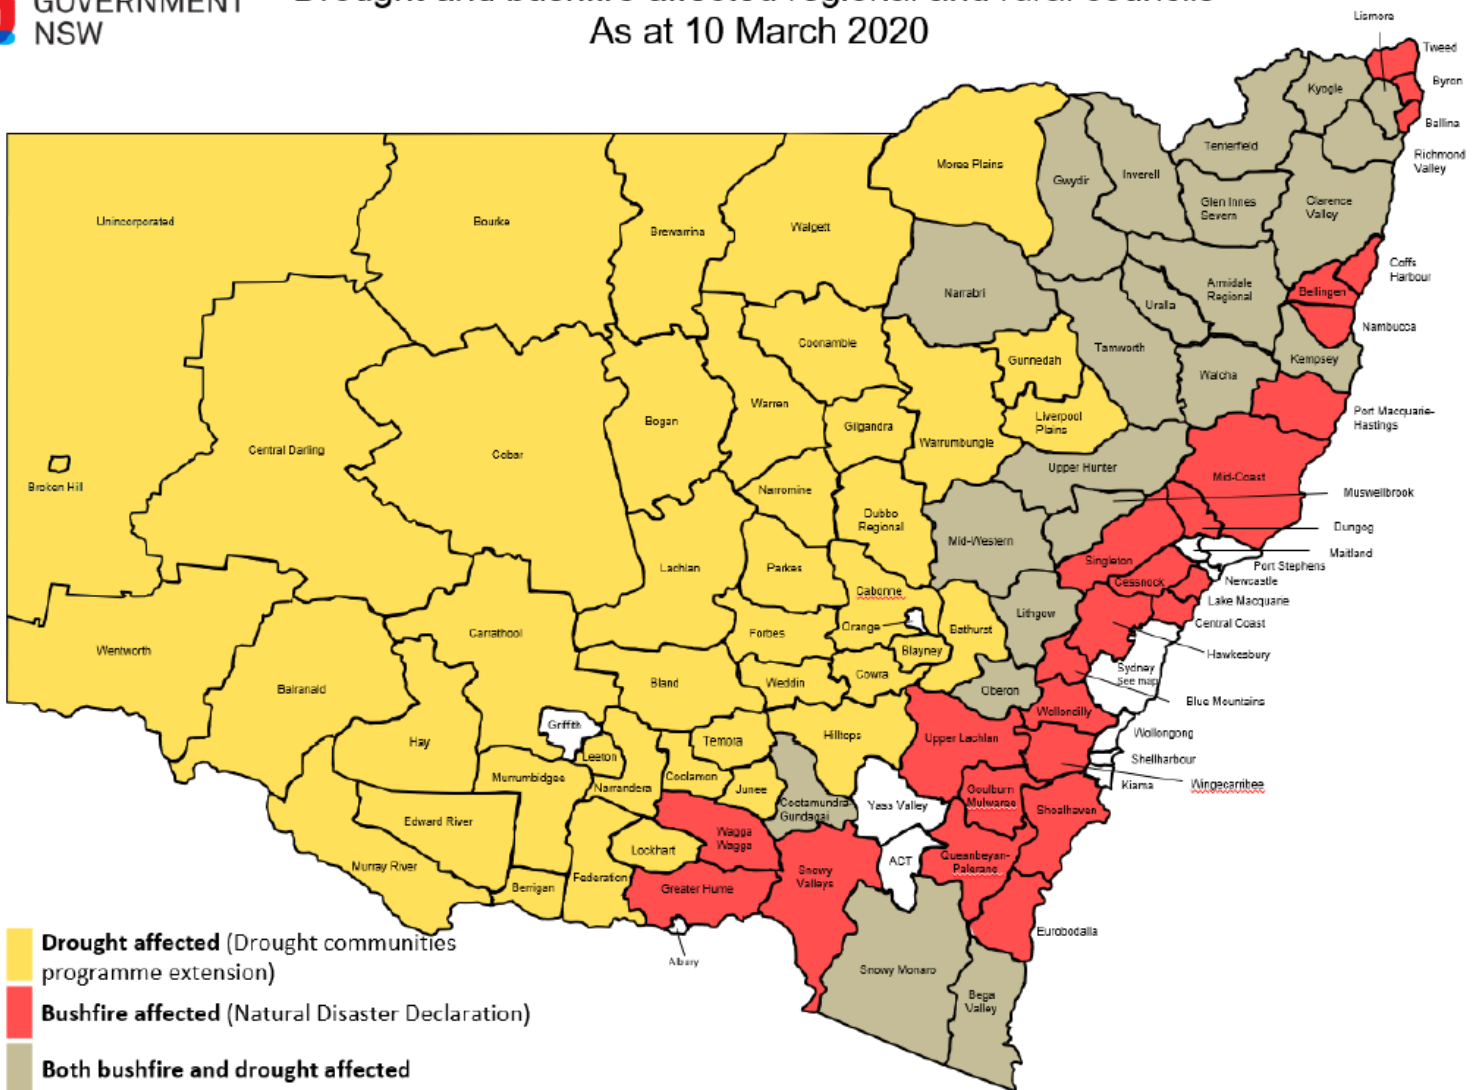 GOVERNMENT
NSW
Drought and bushfire affected regional and rural councils
As at 10 March 2020
Lismore
Tweed
Byron
Kyogle
Ballina
Tenterfield
Richmond
Valley
Moree Plains
Gwydir
Inverell
Glen Innes
Severn
Clarence
Valley
Unincorporated
Bourke
Brewarrina
Walgett
Coffs
Harbour
Narrabri
Armidale
Regional
Uralla
Bellingen
Nambucca
Coonamble
Gunnedah
Tamworth
Kempsey
Walcha
Warren
Port Macquarie-
Hastings
Bogan
Gilgandra
Liverpool
Plains
Warrumbungle
Central Darling
Cobar
Upper Hunter
Mid-Coast
Broken Hill
Narromine
Muswellbrook
Dubbo
Regional
Dungog
Mid-Western
Maitland
Singleton
Port Stephens
Lachlan
Parkes
Cessnock
Newcastle
Cabonne
Lake Macquarie
Lithgow
Central Coast
Carrathool
Forbes
Orange
Bathurst
Wentworth
Blayney
Hawkesbury
Sydney
See map
Cowra
Bland
Weddin
Balranald
Oberon
Blue Mountains
Wollondilly
Griffith
Hilltops
Upper Lachlan
Wollongong
Hay
Temora
Leeton
Shellharbour
Murrumbidgee
Coolamon
Narrandera
Junee
Kiama
Wingecarribee
Goulburn
Mulwaree
Cootamundra-
Gundagai
Yass Valley
Shoalhaven
Edward River
Wagga
Wagga
Lockhart
ACT
Queanbeyan-
Palerang
Murray River
Snowy
Valleys
Federation
Berrigan
Greater Hume
Eurobodalla
Albury
Snowy Monaro
Bega
Valley
Drought affected (Drought communities
programme extension)
Bushfire affected (Natural Disaster Declaration)
Both bushfire and drought affected